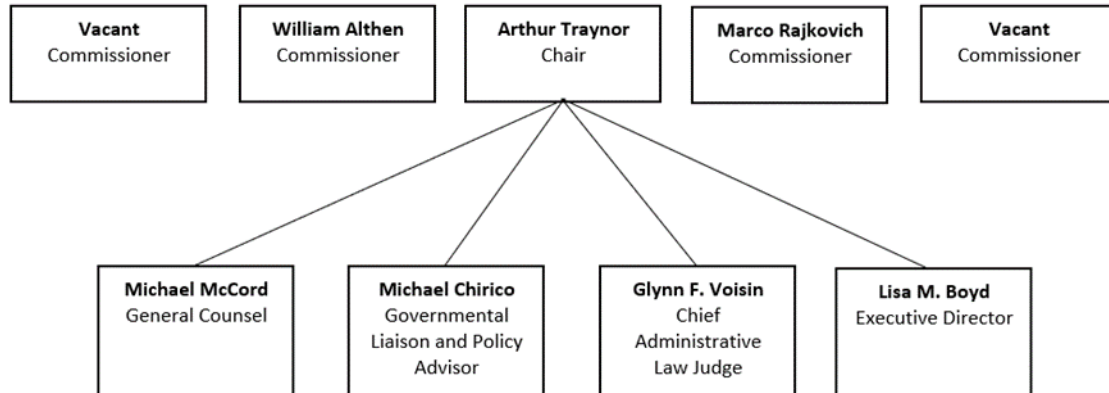 Vacant
Commissioner
William Althen
Commissioner
Arthur Traynor
Chair
Marco Rajkovich
Commissioner
Vacant
Commissioner
Michael McCord
General Counsel
Michael Chirico
Governmental
Liaison and Policy
Advisor
Glynn F. Voisin
Chief
Administrative
Law Judge
Lisa M. Boyd
Executive Director